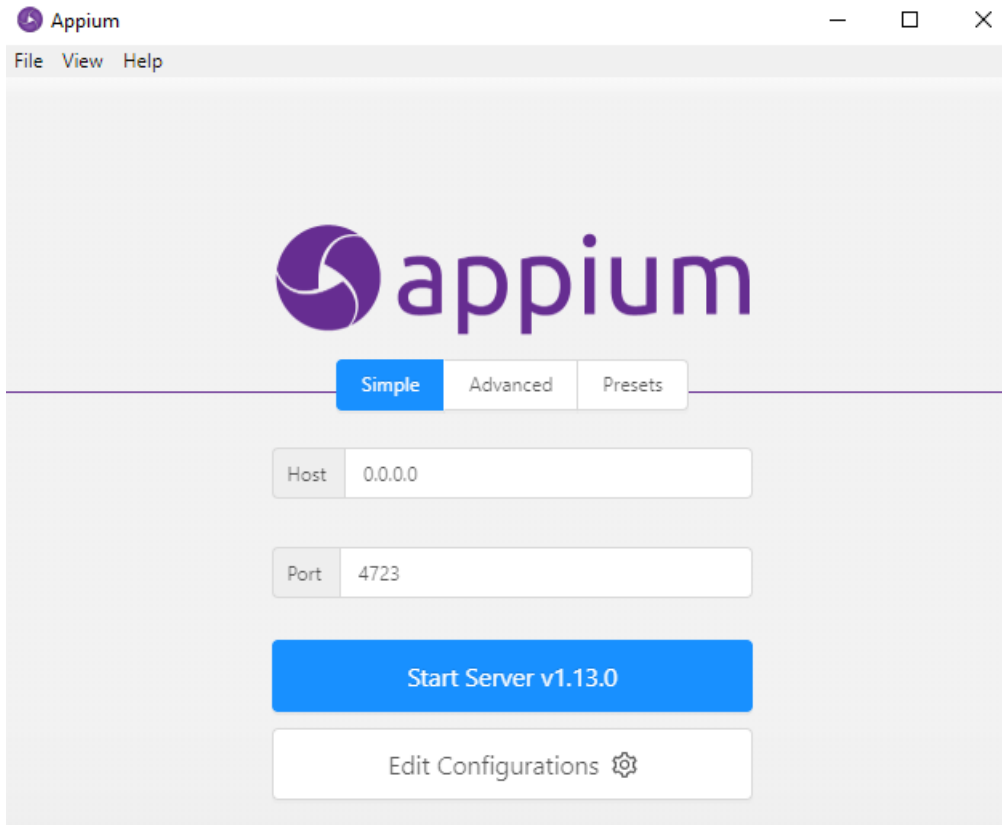 Appium
File View Help
appium
Simple Advanced Presets
Host 0.0.0.0
Port 4723
Start Server v1.13.0
Edit Configurations